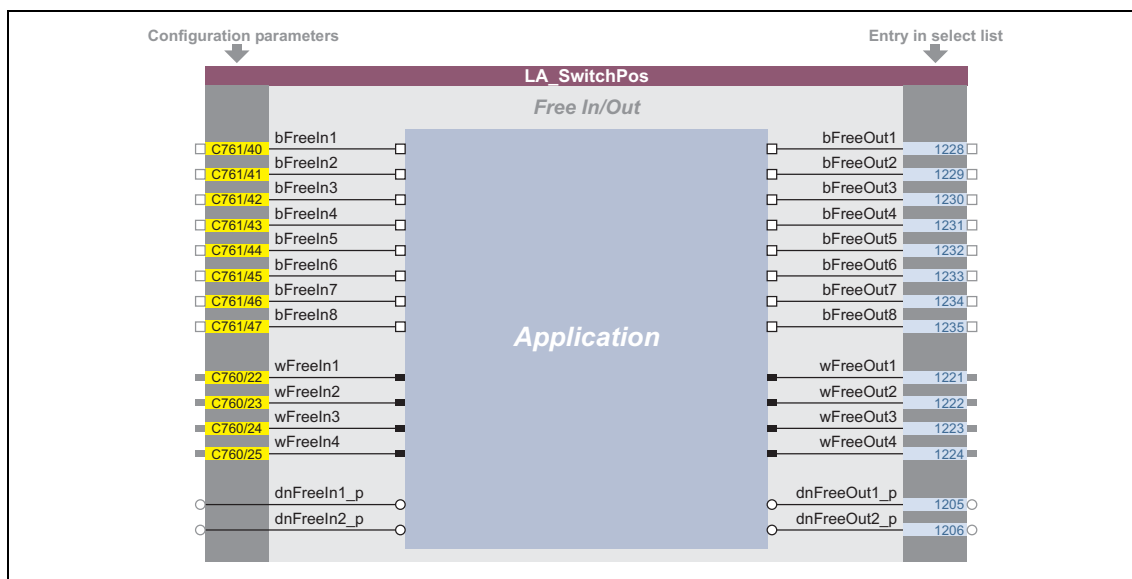 Configuration parameters Entry in select list
LA_SwitchPos
Free In/Out
bFreeIn1 bFreeOut1
C761/40 1228
bFreeIn2 bFreeOut2
C761/41 1229
bFreeIn3 bFreeOut3
C761/42 1230
bFreeIn4 bFreeOut4
C761/43 1231
bFreeIn5 bFreeOut5
C761/44 1232
bFreeIn6 bFreeOut6
C761/45 1233
bFreeIn7 bFreeOut7
C761/46 1234
bFreeIn8 bFreeOut8
C761/47 1235
Application
wFreeIn1 wFreeOut1
C760/22 1221
wFreeIn2 wFreeOut2
C760/23 1222
wFreeIn3 wFreeOut3
C760/24 1223
wFreeIn4 wFreeOut4
C760/25 1224
dnFreeIn1_p dnFreeOut1_p
1205
dnFreeIn2_p dnFreeOut2_p
1206